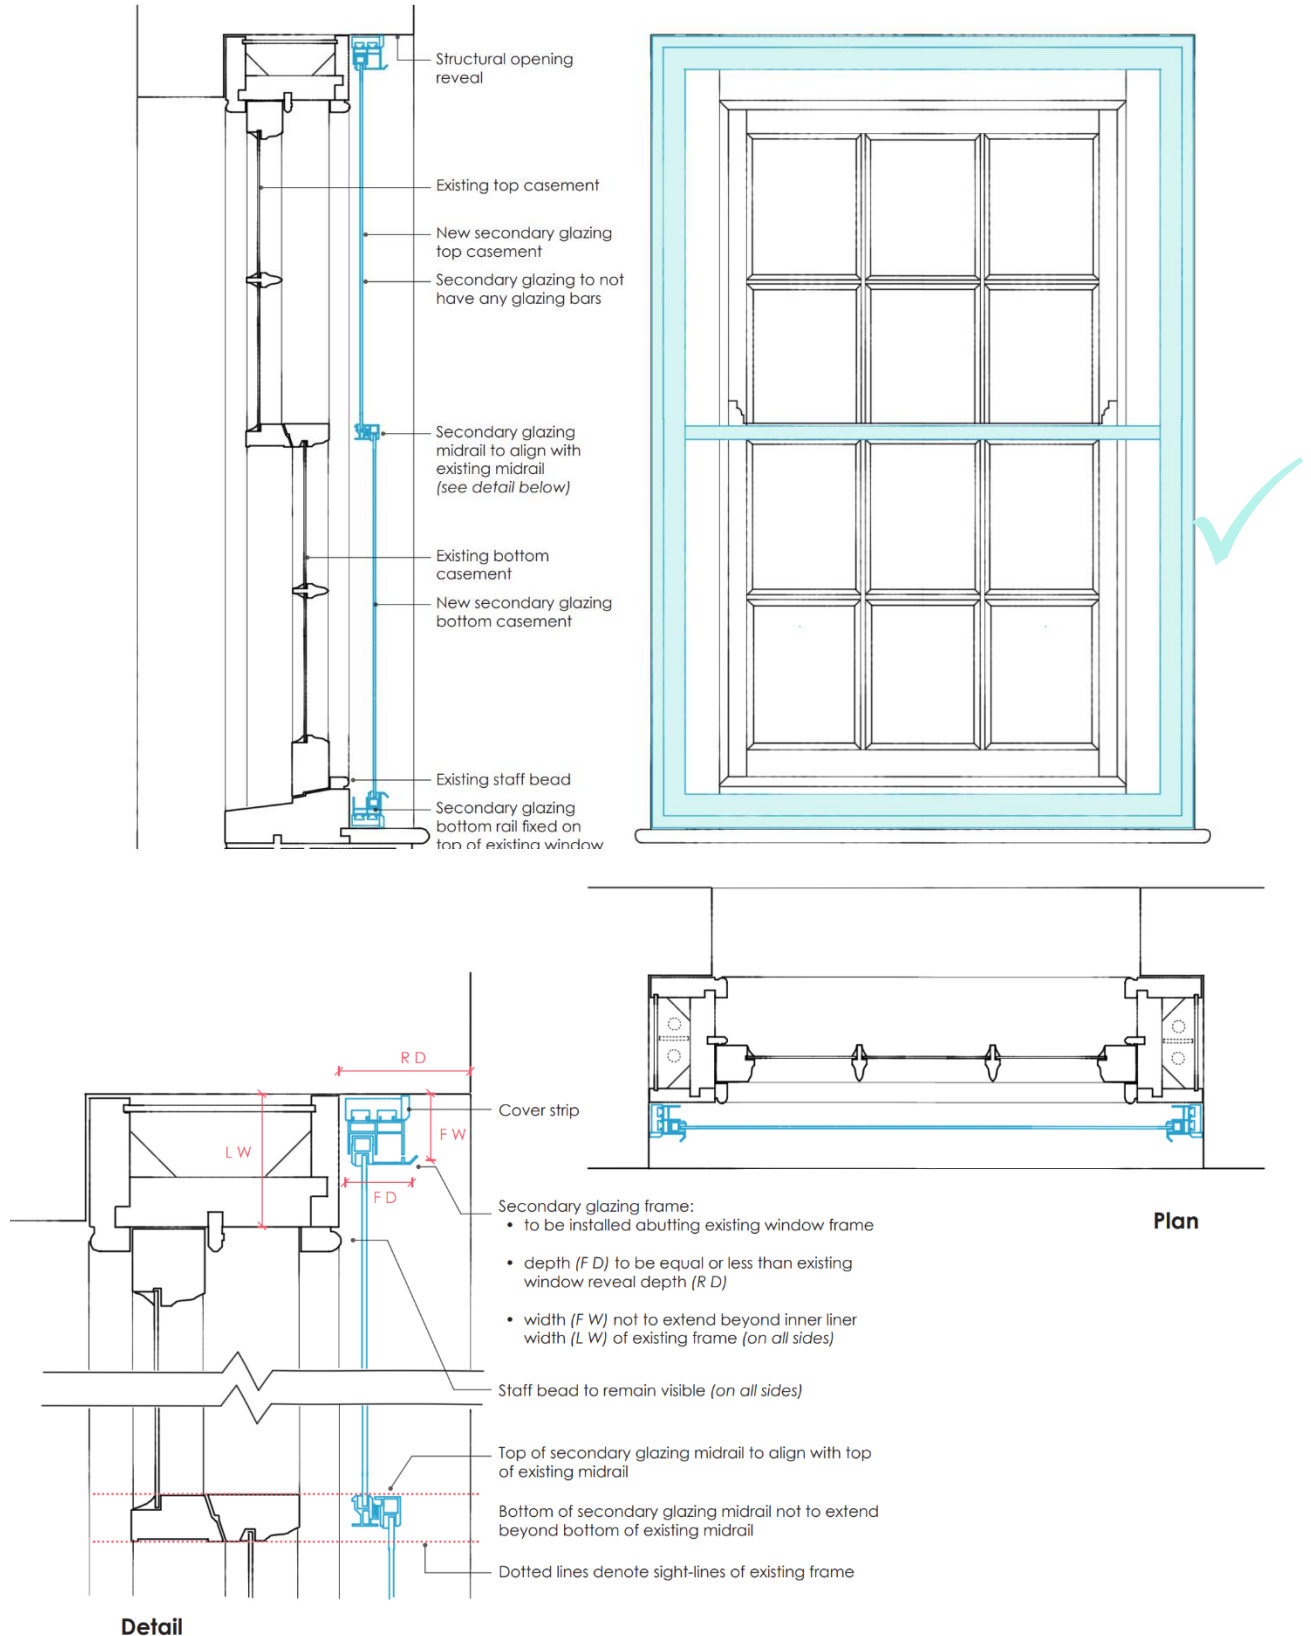 Structural opening
reveal
Existing top casement
New secondary glazing
top casement
Secondary glazing to not
have any glazing bars
Secondary glazing
midrail to align with
existing midrail
(see detail below)
Existing bottom
casement
New secondary glazing
bottom casement
Existing staff bead
Secondary glazing
bottom rail fixed on
top of existing window
R D
Cover strip
F W
L W
F D
Secondary glazing frame:
• to be installed abutting existing window frame
• depth (F D) to be equal or less than existing
window reveal depth (R D)
• width (F W) not to extend beyond inner liner
width (L W) of existing frame (on all sides)
Plan
Staff bead to remain visible (on all sides)
Top of secondary glazing midrail to align with top
of existing midrail
Bottom of secondary glazing midrail not to extend
beyond bottom of existing midrail
Dotted lines denote sight-lines of existing frame
Detail